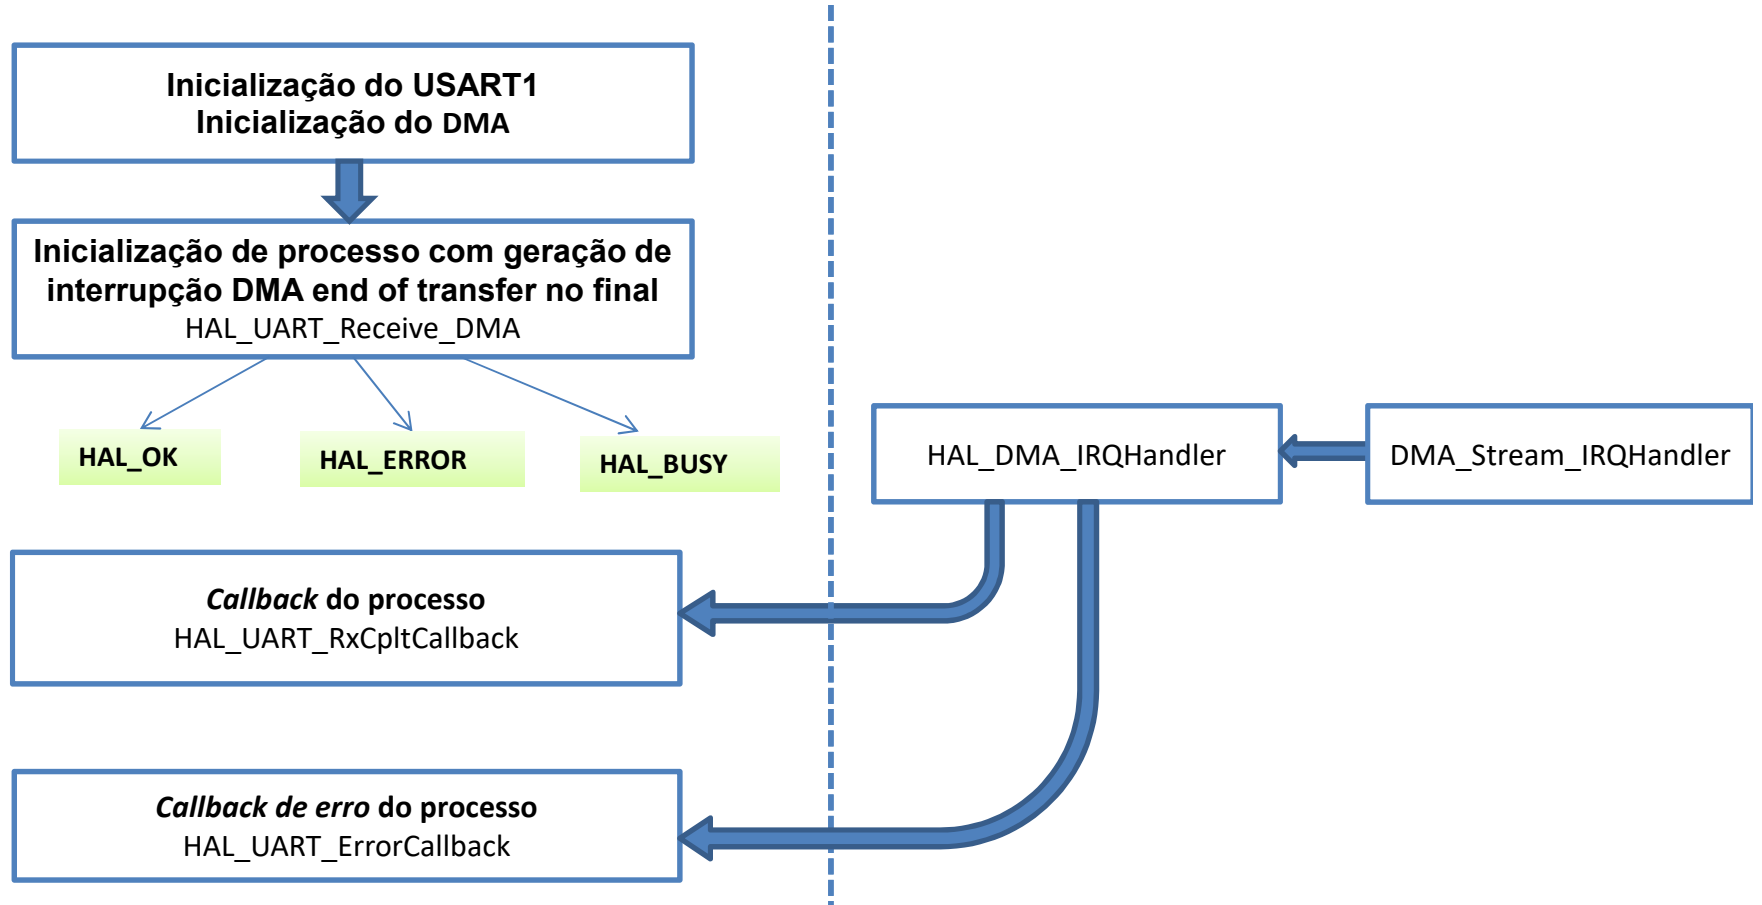 Inicialização do USART1
Inicialização do DMA
Inicialização de processo com geração de
interrupção DMA end of transfer no final
HAL_UART_Receive_DMA
HAL_OK
HAL_ERROR
HAL_BUSY
HAL_DMA_IRQHandler
DMA_Stream_IRQHandler
Callback do processo
HAL_UART_RxCpltCallback
Callback de erro do processo
HAL_UART_ErrorCallback